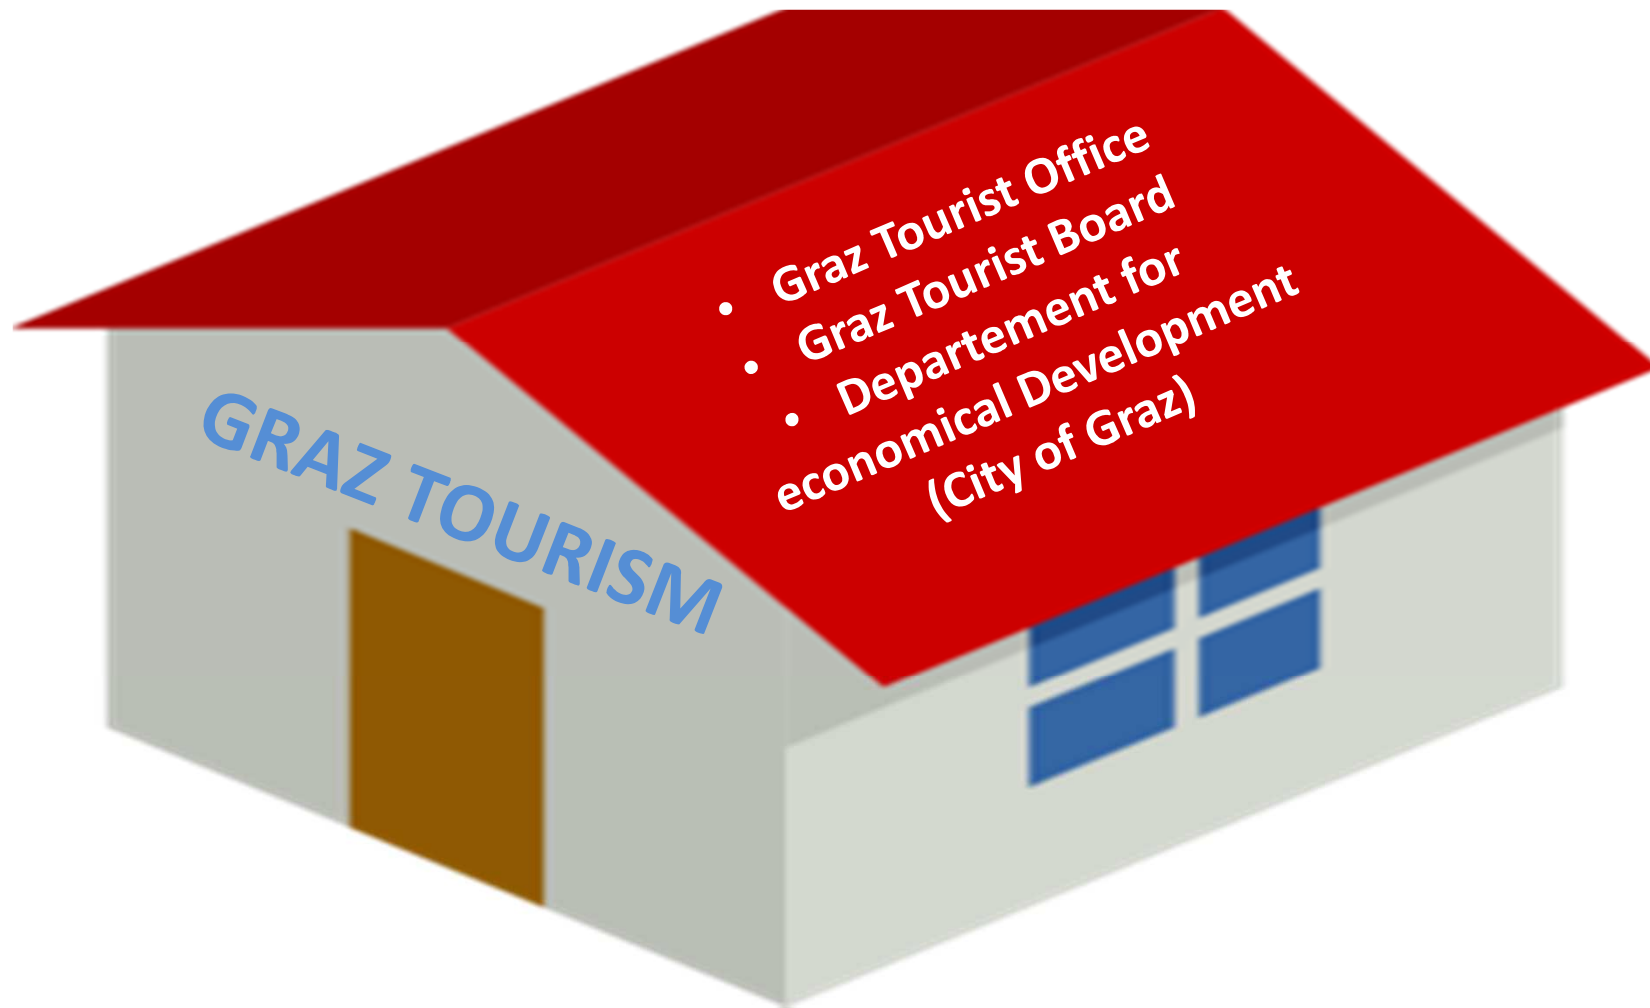 • Graz Tourist Office
• Graz Tourist Board
• Departement for
economical Development
(City of Graz)
GRAZ TOURISM